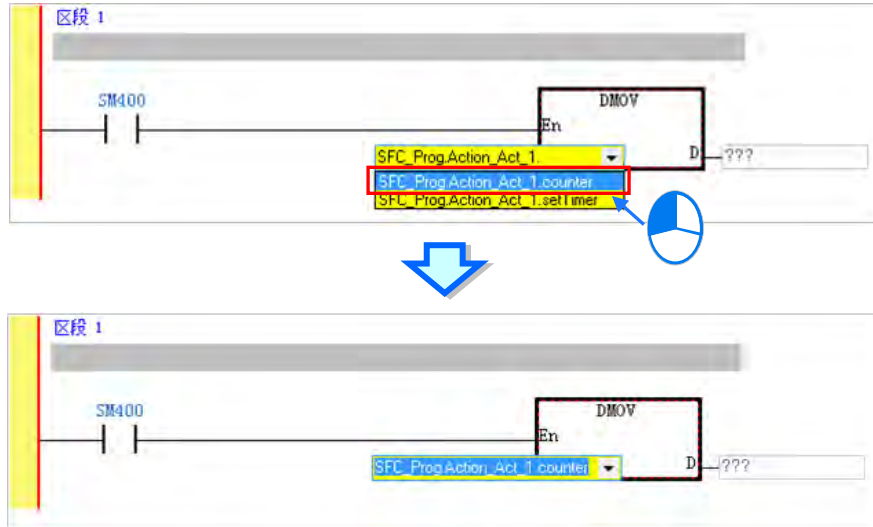 区段 1
SM400
DMOV
En
SFC_Prog.Action_Act_1.
D
???
SFC_Prog.Action_Act_1.counter
SFC_Prog.Action_Act_1.setTimer
区段 1
SM400
DMOV
En
SFC_Prog.Action_Act_1.counter
D
???